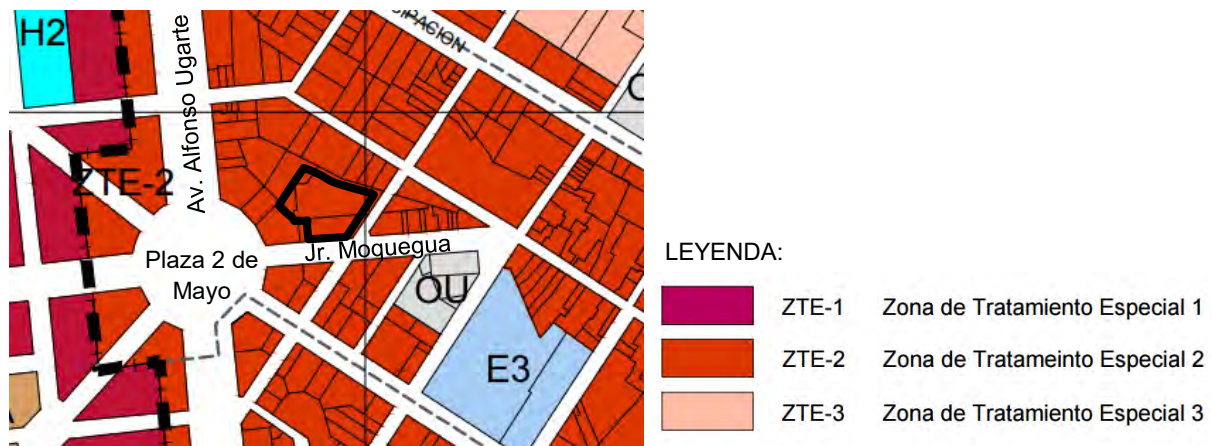 H2
Av. Alfonso Ugarte
CIPACION
ZTE-2
Plaza 2 de
Mayo
Jr. Moquegua
OU
E3
LEYENDA:
ZTE-1 Zona de Tratamiento Especial 1
ZTE-2 Zona de Tratameinto Especial 2
ZTE-3 Zona de Tratamiento Especial 3